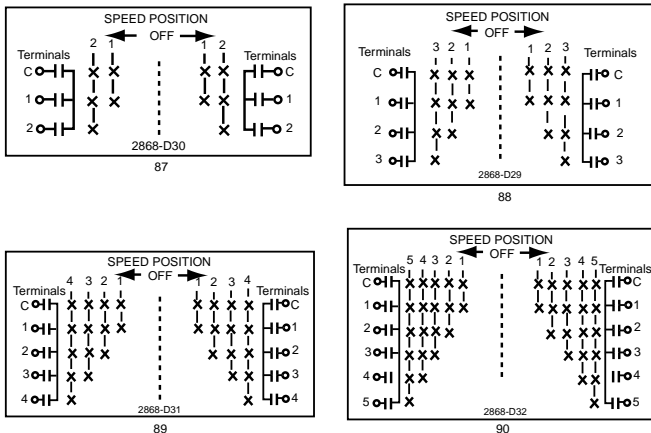 SPEED POSITION
2 1 OFF 1 2
Terminals Terminals
C C
1 1
2 2
2868-D30
87
SPEED POSITION
3 2 1 OFF 1 2 3
Terminals Terminals
C C
1 1
2 2
3 3
2868-D29
88
SPEED POSITION
4 3 2 1 OFF 1 2 3 4
Terminals Terminals
C C
1 1
2 2
3 3
4 4
2868-D31
89
SPEED POSITION
5 4 3 2 1 OFF 1 2 3 4 5
Terminals Terminals
C C
1 1
2 2
3 3
4 4
5 5
2868-D32
90